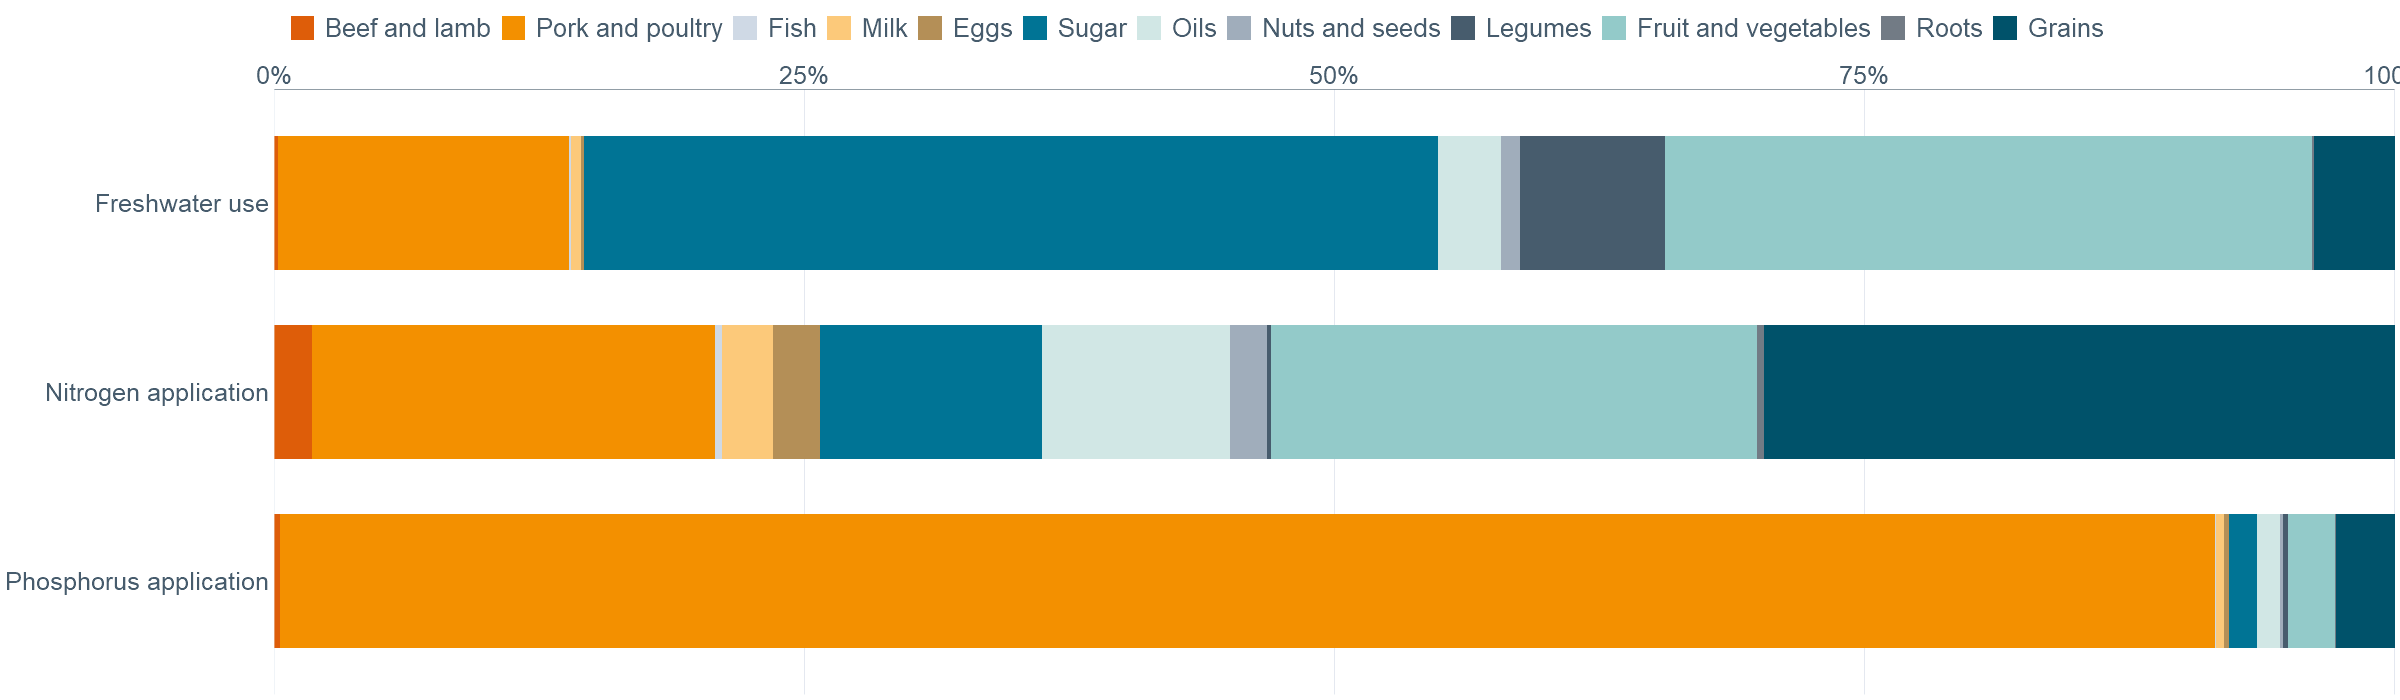 Beef and lamb Pork and poultry Fish Milk Eggs Sugar Oils Nuts and seeds Legumes Fruit and vegetables Roots Grains
0% 25% 50% 75% 100
Freshwater use
Nitrogen application
Phosphorus application